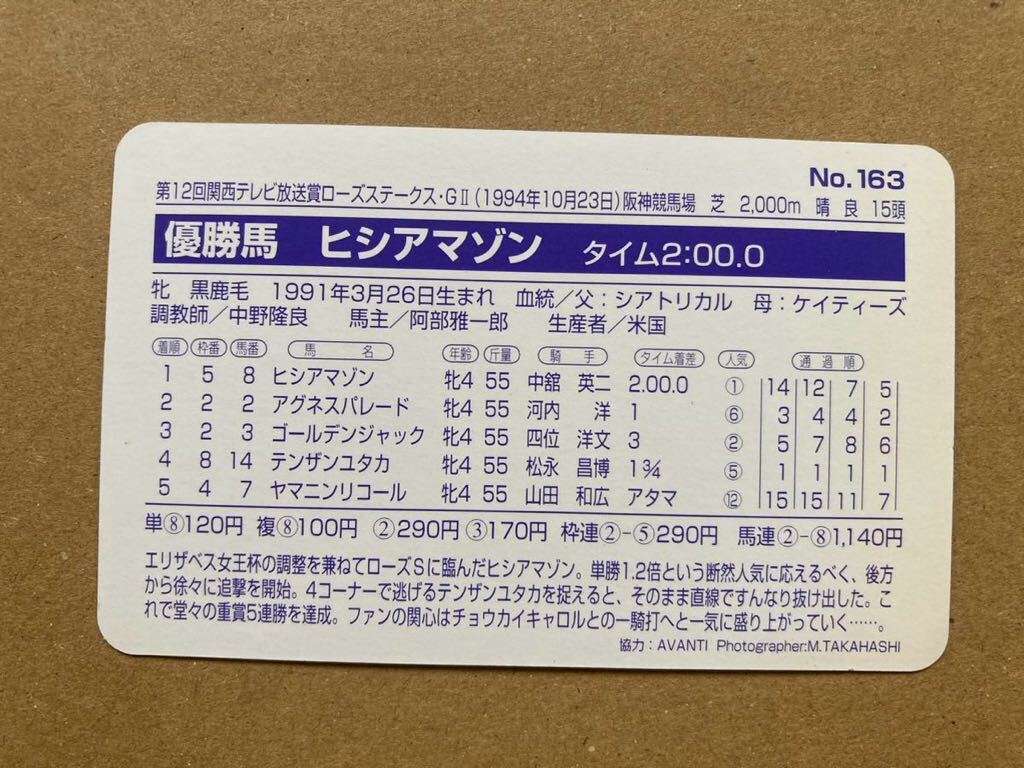 No.163
第12回関西テレビ放送賞ローズステークス・GⅡ(1994年10月23日)阪神競馬場 芝 2,000m 晴 良 15頭
優勝馬 ヒシアマゾン タイム2:00.0
牝 黒鹿毛 1991年3月26日生まれ 血統/父:シアトリカル 母:ケイティーズ
調教師/中野隆良 馬主/阿部雅一郎 生産者/米国
着順 枠番 馬番 馬名 年齢 斤量 騎手 タイム着差 人気 通過順
1 5 8 ヒシアマゾン 牝4 55 中舘 英二 2.00.0 ① 14 12 7 5
2 2 2 アグネスパレード 牝4 55 河内 洋 1 ⑥ 3 4 4 2
3 2 3 ゴールデンジャック 牝4 55 四位 洋文 3 ② 5 7 8 6
4 8 14 テンザンユタカ 牝4 55 松永 昌博 1¾ ⑤ 1 1 1 1
5 4 7 ヤマニンリコール 牝4 55 山田 和広 アタマ ⑫ 15 15 11 7
単⑧120円 複⑧100円 ②290円 ③170円 枠連②-⑤290円 馬連②-⑧1,140円
エリザベス女王杯の調整を兼ねてローズSに臨んだヒシアマゾン。単勝1.2倍という断然人気に応えるべく、後方
から徐々に追撃を開始。4コーナーで逃げるテンザンユタカを捉えると、そのまま直線ですんなり抜け出した。こ
れで堂々の重賞5連勝を達成。ファンの関心はチョウカイキャロルとの一騎打へと一気に盛り上がっていく……。
協力:AVANTI Photographer:M.TAKAHASHI